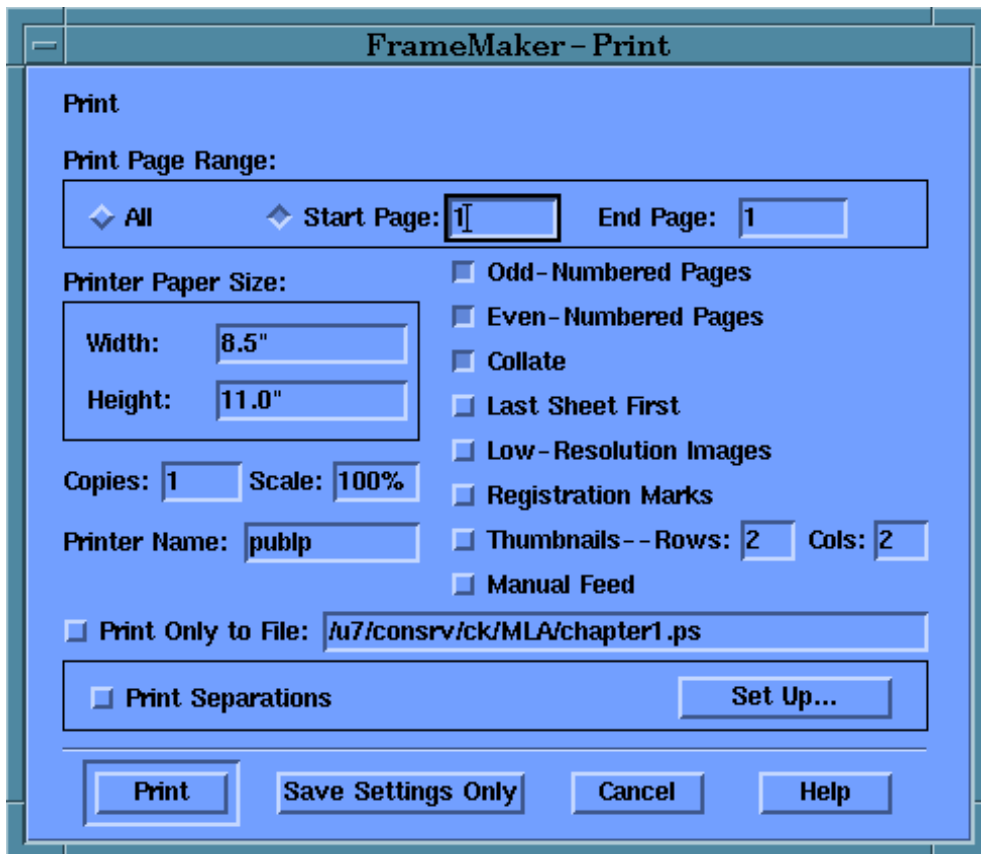 FrameMaker - Print
Print
Print Page Range:
All Start Page: 1 End Page: 1
Printer Paper Size:
Width: 8.5"
Height: 11.0"
Odd-Numbered Pages
Even-Numbered Pages
Collate
Last Sheet First
Low-Resolution Images
Registration Marks
Thumbnails--Rows: 2 Cols: 2
Manual Feed
Copies: 1 Scale: 100%
Printer Name: publp
Print Only to File: /u7/consrv/ck/MLA/chapter1.ps
Print Separations Set Up...
Print Save Settings Only Cancel Help